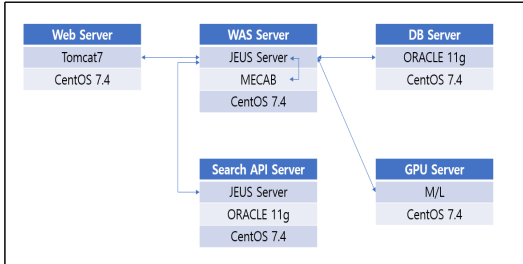 Web Server
Tomcat7
CentOS 7.4
WAS Server
JEUS Server
MECAB
CentOS 7.4
DB Server
ORACLE 11g
CentOS 7.4
Search API Server
JEUS Server
ORACLE 11g
CentOS 7.4
GPU Server
M/L
CentOS 7.4